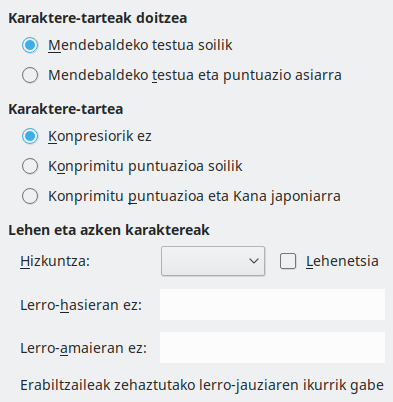 Karaktere-tarteak doitzea
Mendebaldeko testua soilik
Mendebaldeko testua eta puntuazio asiarra
Karaktere-tartea
Konpresiorik ez
Konprimitu puntuazioa soilik
Konprimitu puntuazioa eta Kana japoniarra
Lehen eta azken karaktereak
Hizkuntza:
Lehenetsia
Lerro-hasieran ez:
Lerro-amaieran ez:
Erabiltzaileak zehaztutako lerro-jauziaren ikurrik gabe